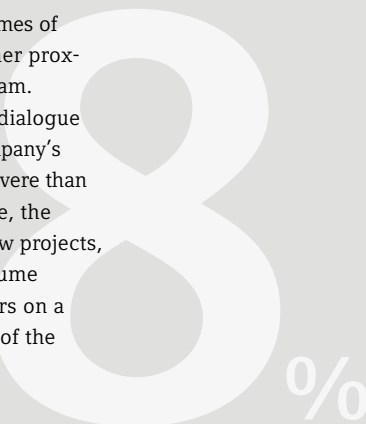 mes of
er prox-
am.
dialogue
pany’s
vere than
e, the
w projects,
ume
rs on a
of the
8
%